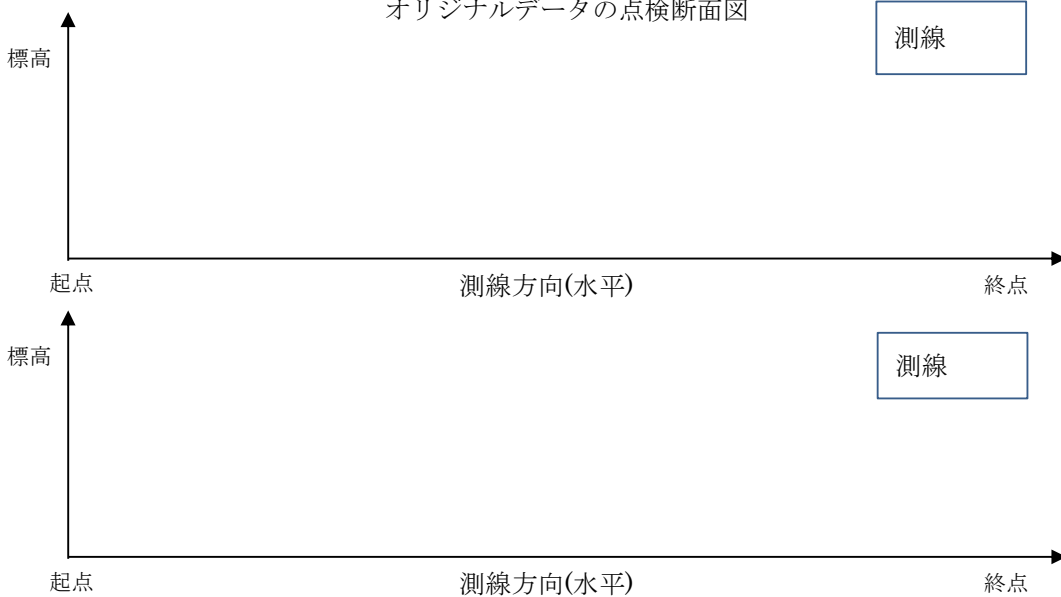 オリジナルデータの点検断面図
測線
標高
起点
測線方向(水平)
終点
測線
標高
起点
測線方向(水平)
終点